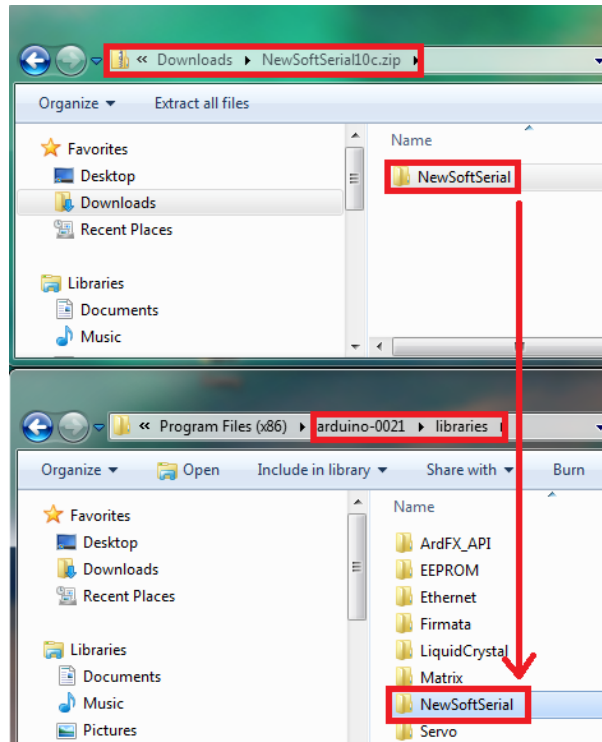 « Downloads ▸ NewSoftSerial10c.zip ▸
Organize ▾ Extract all files
Favorites
Desktop
Downloads
Recent Places
Libraries
Documents
Music
Name
NewSoftSerial
« Program Files (x86) ▸ arduino-0021 ▸ libraries
Organize ▾ Open Include in library ▾ Share with ▾ Burn
Favorites
Desktop
Downloads
Recent Places
Libraries
Documents
Music
Pictures
Name
ArdFX_API
EEPROM
Ethernet
Firmata
LiquidCrystal
Matrix
NewSoftSerial
Servo